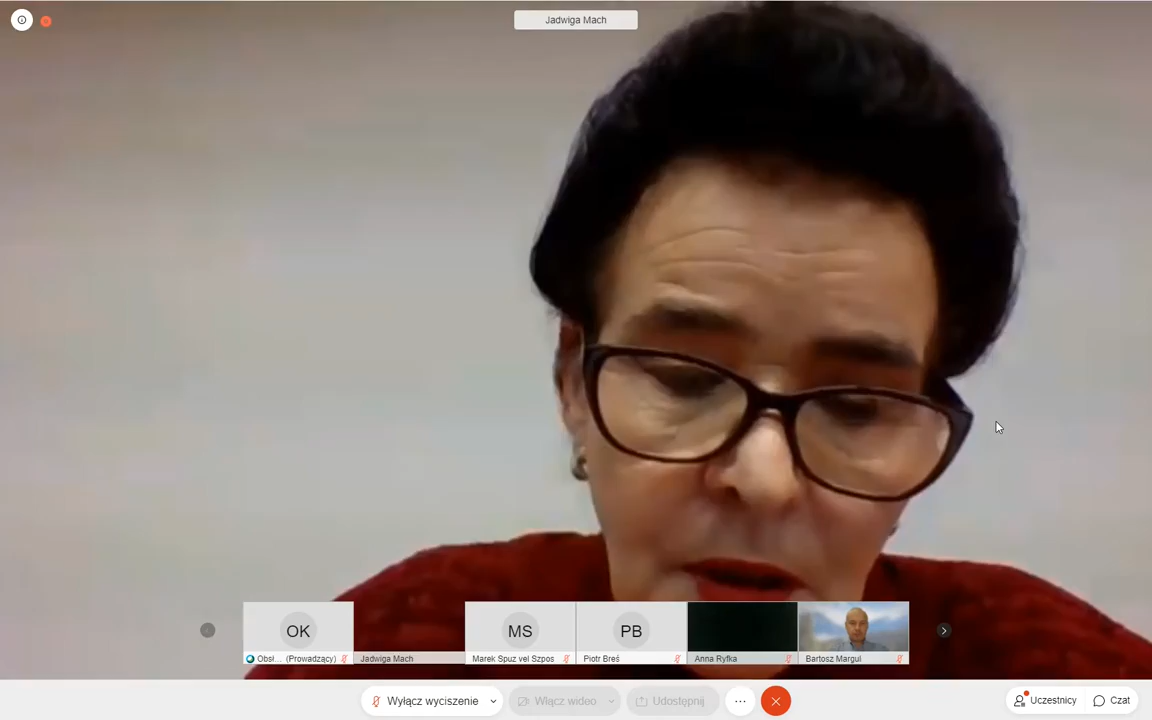 Jadwiga Mach
OK
MS
PB
Obsł... (Prowadzący)
Jadwiga Mach
Marek Spuz vel Szpos
Piotr Breś
Anna Ryfka
Bartosz Margul
Wyłącz wyciszenie
Włącz wideo
Udostępnij
Uczestnicy
Czat